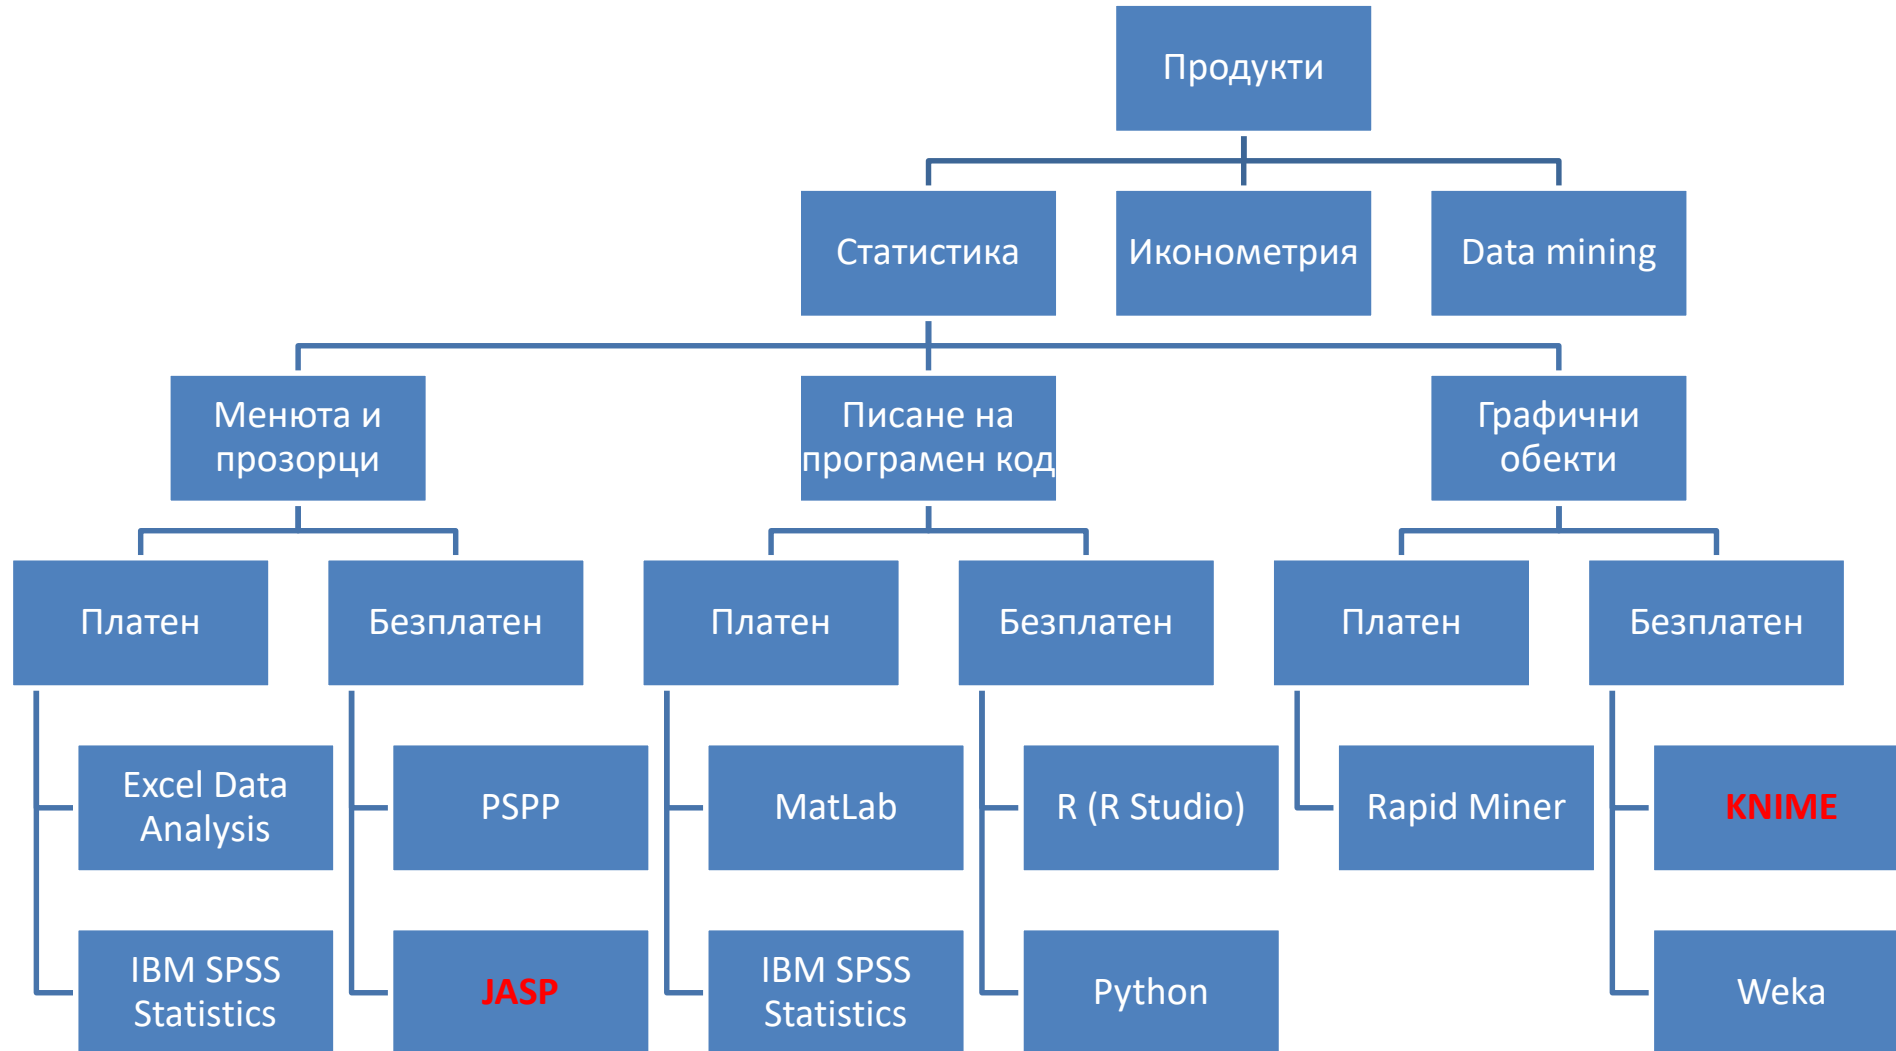 Продукти
Статистика
Иконометрия
Data mining
Менюта и
прозорци
Писане на
програмен код
Графични
обекти
Платен
Безплатен
Платен
Безплатен
Платен
Безплатен
Excel Data
Analysis
PSPP
MatLab
R (R Studio)
Rapid Miner
KNIME
IBM SPSS
Statistics
JASP
IBM SPSS
Statistics
Python
Weka